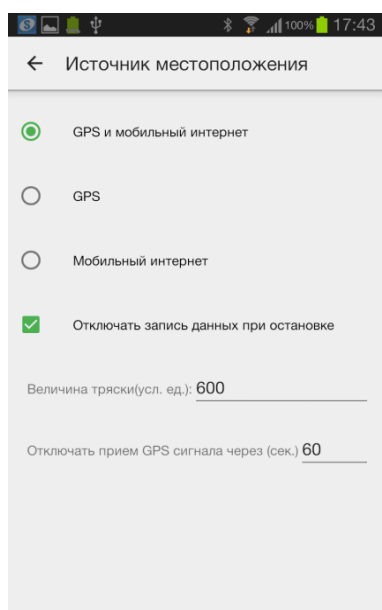 100% 17:43
Источник местоположения
GPS и мобильный интернет
GPS
Мобильный интернет
Отключать запись данных при остановке
Величина тряски(усл. ед.): 600
Отключать прием GPS сигнала через (сек.) 60